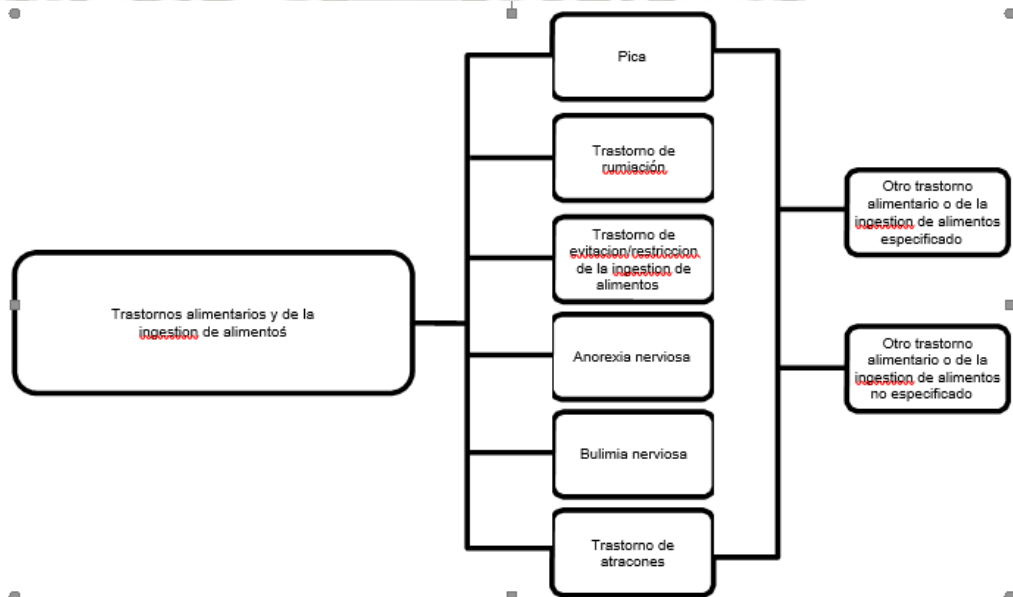 Trastornos alimentarios y de la
ingestion de alimentoś
Pica
Trastorno de
rumiación
Trastorno de
evitacion/restriccion
de la ingestion de
alimentos
Anorexia nerviosa
Bulimia nerviosa
Trastorno de
atracones
Otro trastorno
alimentario o de la
ingestion de alimentos
especificado
Otro trastorno
alimentario o de la
ingestion de alimentos
no especificado